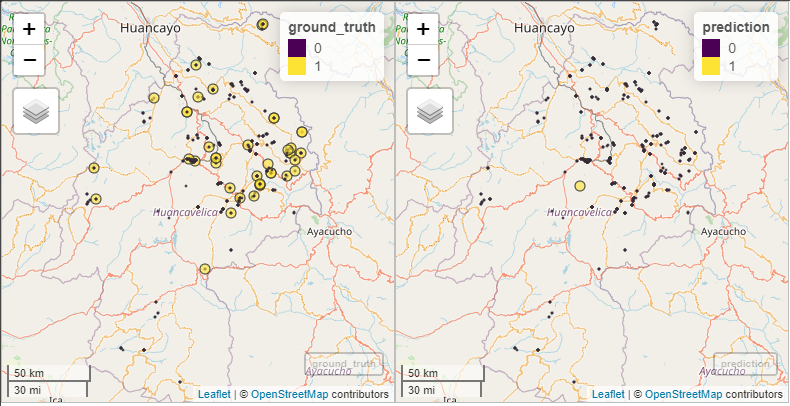 Huancayo
+
−
ground_truth
0
1
Huancavelica
Ayacucho
50 km
30 mi
ground_truth
Ayacucho
Ica
Leaflet | © OpenStreetMap contributors
Huancayo
+
−
prediction
0
1
Huancavelica
Ayacucho
50 km
30 mi
prediction
Ayacucho
Ica
Leaflet | © OpenStreetMap contributors